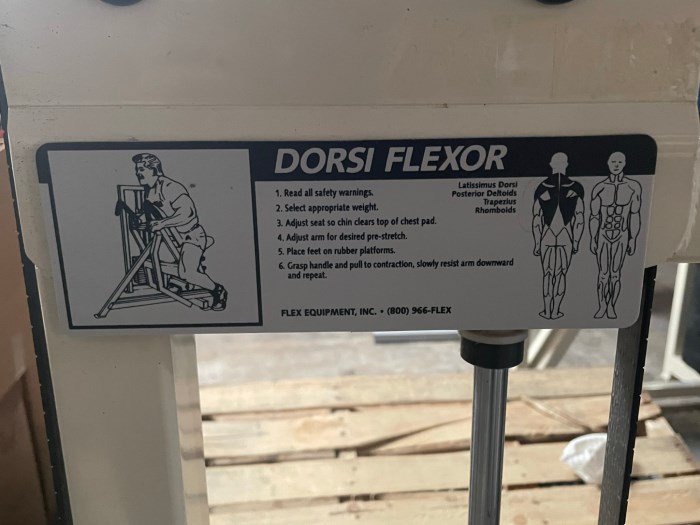 DORSI FLEXOR
1. Read all safety warnings.
2. Select appropriate weight.
3. Adjust seat so chin clears top of chest pad.
4. Adjust arm for desired pre-stretch.
5. Place feet on rubber platforms.
6. Grasp handle and pull to contraction, slowly resist arm downward
and repeat.
Latissimus Dorsi
Posterior Deltoids
Trapezius
Rhomboids
FLEX EQUIPMENT, INC. • (800) 966-FLEX